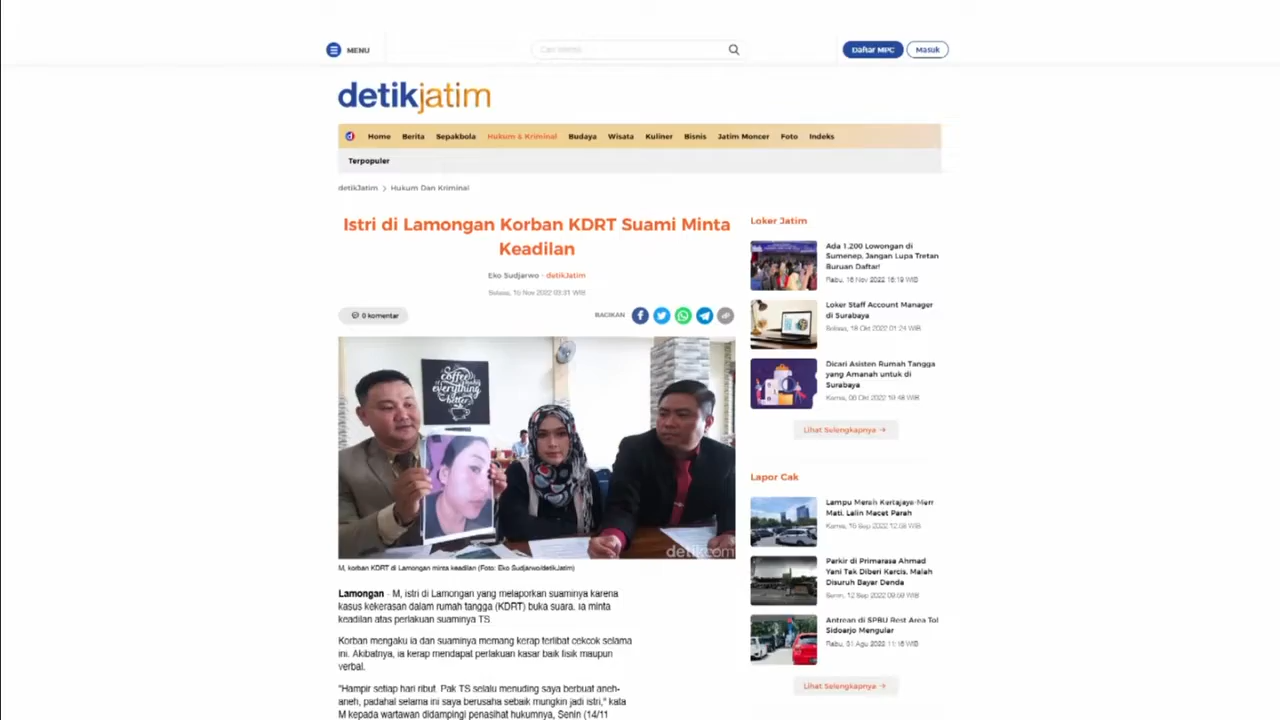 MENU
Cari berita
Daftar MPC
Masuk
detikjatim
d
Home
Berita
Sepakbola
Hukum & Kriminal
Budaya
Wisata
Kuliner
Bisnis
Jatim Moncer
Foto
Indeks
Terpopuler
detikJatim > Hukum Dan Kriminal
Istri di Lamongan Korban KDRT Suami Minta
Keadilan
Eko Sudjarwo - detikJatim
Selasa, 15 Nov 2022 03:31 WIB
0 komentar
BAGIKAN
coffee
makes
everything
better
detikcom
M, korban KDRT di Lamongan minta keadilan (Foto: Eko Sudjarwo/detikJatim)
Lamongan - M, istri di Lamongan yang melaporkan suaminya karena
kasus kekerasan dalam rumah tangga (KDRT) buka suara. ia minta
keadilan atas perlakuan suaminya TS.
Korban mengaku ia dan suaminya memang kerap terlibat cekcok selama
ini. Akibatnya, ia kerap mendapat perlakuan kasar baik fisik maupun
verbal.
"Hampir setiap hari ribut. Pak TS selalu menuding saya berbuat aneh-
aneh, padahal selama ini saya berusaha sebaik mungkin jadi istri," kata
M kepada wartawan didampingi penasihat hukumnya, Senin (14/11
Loker Jatim
Ada 1.200 Lowongan di
Sumenep, Jangan Lupa Tretan
Buruan Daftar!
Rabu, 16 Nov 2022 16:19 WIB
Loker Staff Account Manager
di Surabaya
Selasa, 18 Okt 2022 01:24 WIB
Dicari Asisten Rumah Tangga
yang Amanah untuk di
Surabaya
Kamis, 06 Okt 2022 19:48 WIB
Lihat Selengkapnya →
Lapor Cak
Lampu Merah Kertajaya-Merr
Mati, Lalin Macet Parah
Kamis, 15 Sep 2022 12:58 WIB
Parkir di Primarasa Ahmad
Yani Tak Diberi Karcis, Malah
Disuruh Bayar Denda
Senin, 12 Sep 2022 09:59 WIB
Antrean di SPBU Rest Area Tol
Sidoarjo Mengular
Rabu, 31 Agu 2022 11:16 WIB
Lihat Selengkapnya →